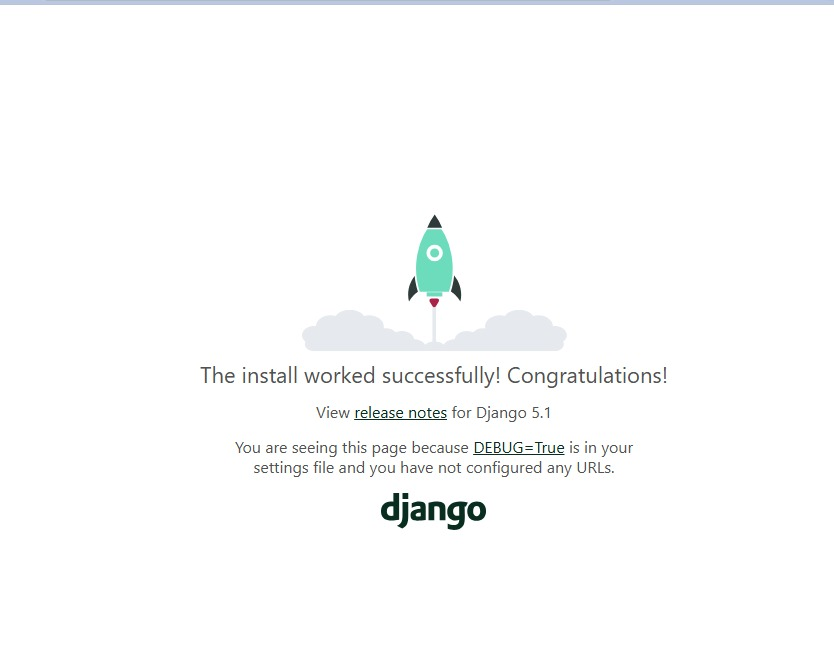 The install worked successfully! Congratulations!
View release notes for Django 5.1
You are seeing this page because DEBUG=True is in your
settings file and you have not configured any URLs.
django